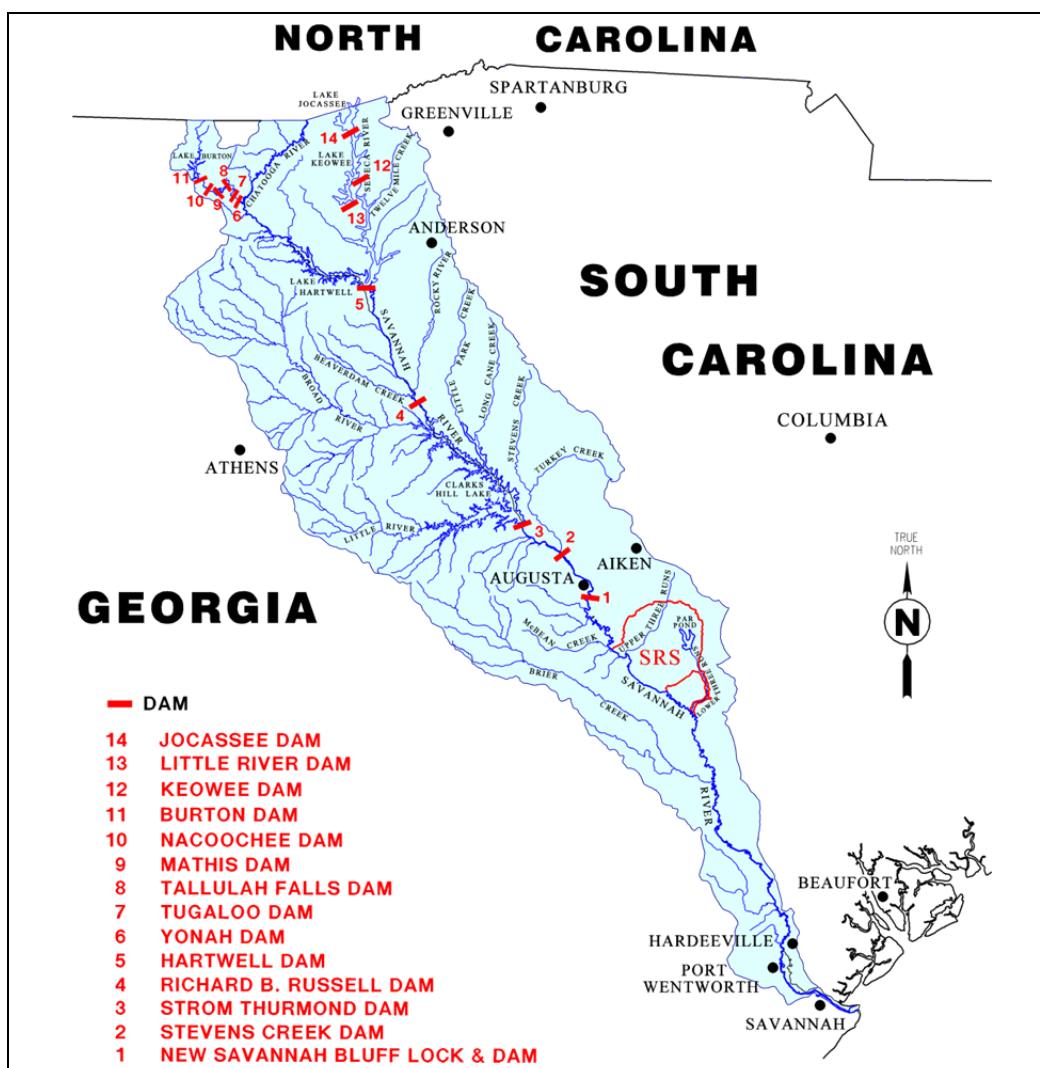 NORTH CAROLINA
SPARTANBURG
LAKE
JOCASSEE
GREENVILLE
14
LAKE
KEOWEE
SENECA RIVER
12
TWELVE MILE CREEK
13
LAKE BURTON
CHATOOGA RIVER
11
8
7
10
9
6
ANDERSON
LAKE
HARTWELL
5
ROCKY RIVER
SOUTH
CAROLINA
SAVANNAH
RIVER
LITTLE PARK CREEK
LONG CANE CREEK
STEVENS CREEK
BEAVERDAM CREEK
4
BROAD
RIVER
COLUMBIA
ATHENS
TURKEY CREEK
CLARKS
HILL LAKE
LITTLE RIVER
3
2
AIKEN
AUGUSTA
1
TRUE
NORTH
N
GEORGIA
McBEAN CREEK
UPPER THREE RUNS
PAR
POND
SRS
LOWER THREE RUNS
BRIER
CREEK
SAVANNAH
RIVER
DAM
14 JOCASSEE DAM
13 LITTLE RIVER DAM
12 KEOWEE DAM
11 BURTON DAM
10 NACOOCHEE DAM
9 MATHIS DAM
8 TALLULAH FALLS DAM
7 TUGALOO DAM
6 YONAH DAM
5 HARTWELL DAM
4 RICHARD B. RUSSELL DAM
3 STROM THURMOND DAM
2 STEVENS CREEK DAM
1 NEW SAVANNAH BLUFF LOCK & DAM
BEAUFORT
HARDEEVILLE
PORT
WENTWORTH
SAVANNAH